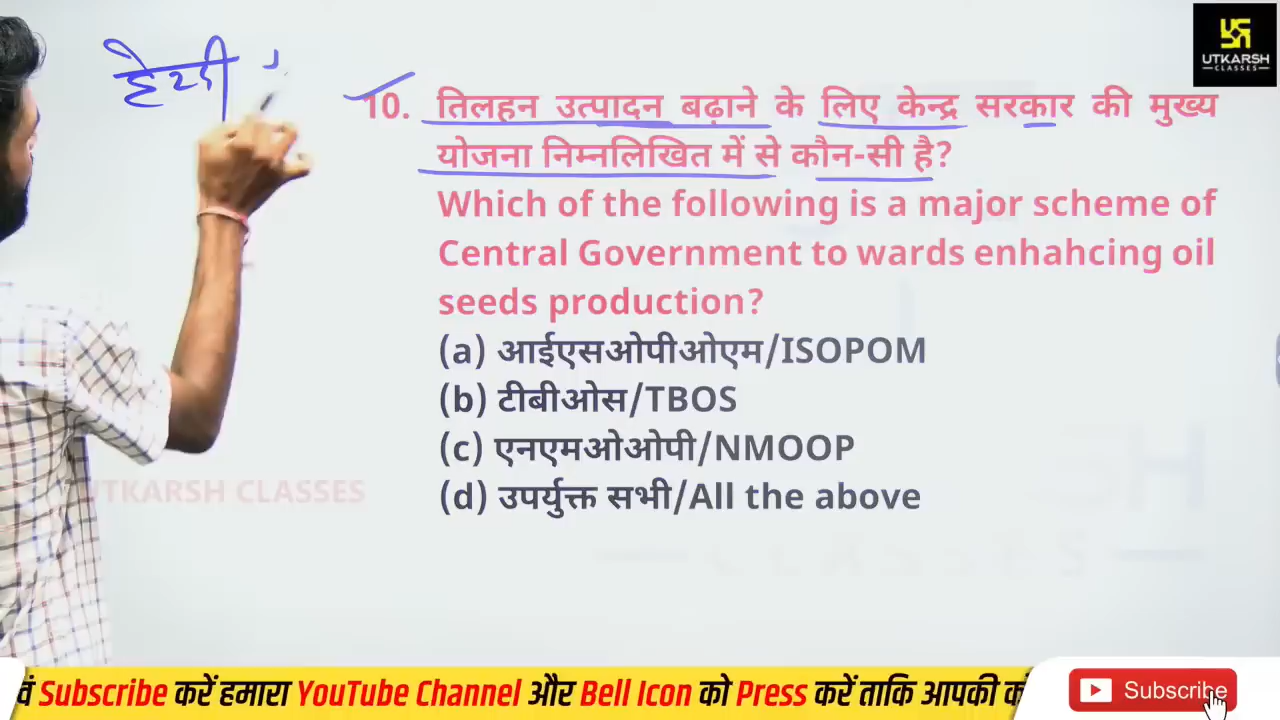 UTKARSH
CLASSES
10. तिलहन उत्पादन बढ़ाने के लिए केन्द्र सरकार की मुख्य
योजना निम्नलिखित में से कौन-सी है?
Which of the following is a major scheme of
Central Government to wards enhahcing oil
seeds production?
(a) आईएसओपीओएम/ISOPOM
(b) टीबीओस/TBOS
(c) एनएमओओपी/NMOOP
(d) उपर्युक्त सभी/All the above
UTKARSH CLASSES
Subscribe करें हमारा YouTube Channel और Bell Icon को Press करें ताकि आपकी
Subscribe